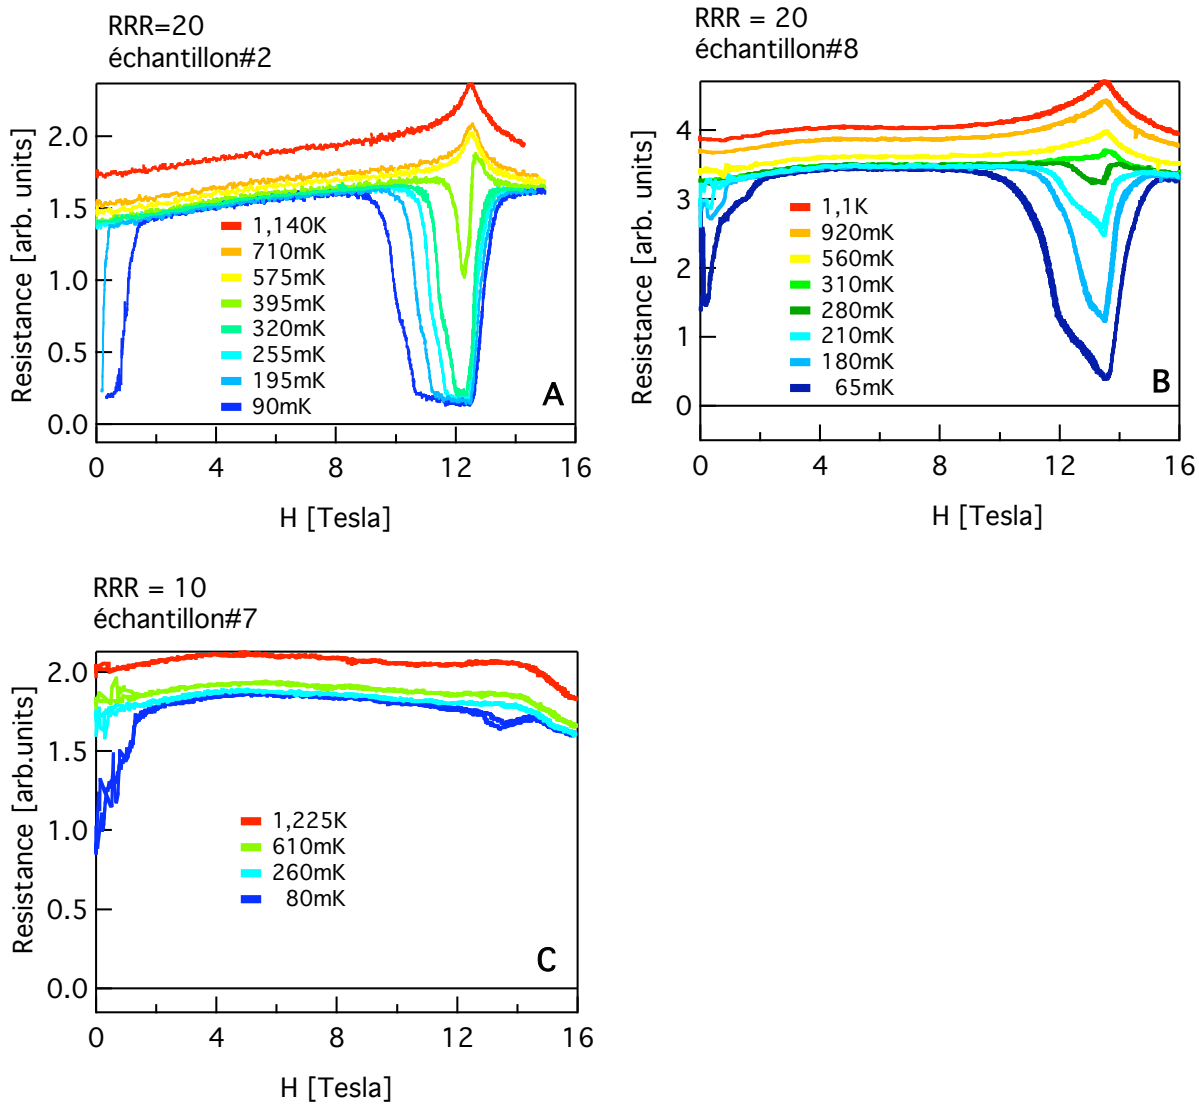 RRR=20
échantillon#2
Resistance [arb. units]
2.0
1.5
1.0
0.5
0.0
1,140K
710mK
575mK
395mK
320mK
255mK
195mK
90mK
A
0 4 8 12 16
H [Tesla]
RRR = 20
échantillon#8
Resistance [arb. units]
4
3
2
1
0
1,1K
920mK
560mK
310mK
280mK
210mK
180mK
65mK
B
0 4 8 12 16
H [Tesla]
RRR = 10
échantillon#7
Resistance [arb.units]
2.0
1.5
1.0
0.5
0.0
1,225K
610mK
260mK
80mK
C
0 4 8 12 16
H [Tesla]